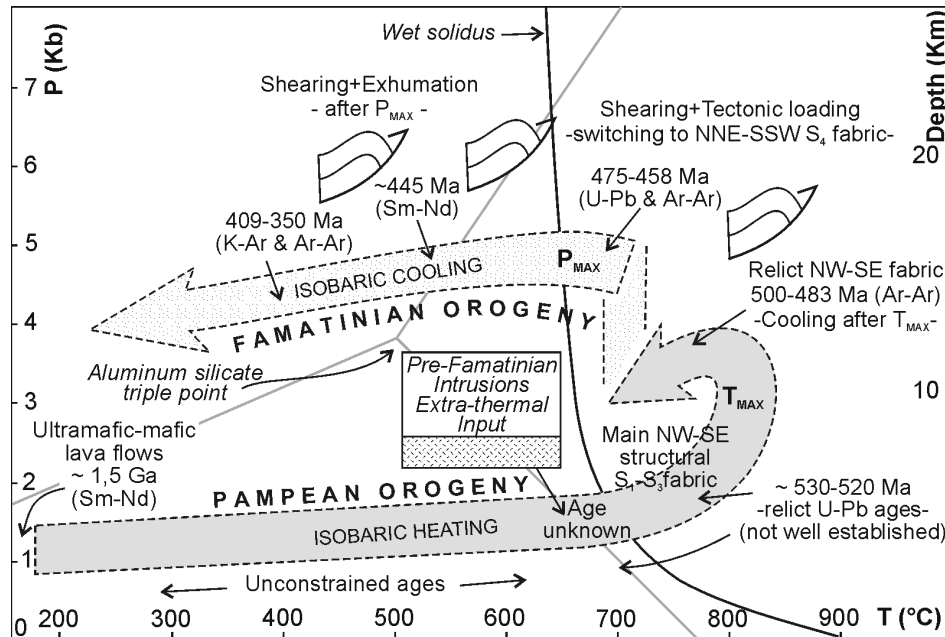 P (Kb)
Depth (Km)
Wet solidus
7
6
5
4
3
2
1
20
10
Shearing+Exhumation
- after PMAX -
Shearing+Tectonic loading
-switching to NNE-SSW S4 fabric-
~445 Ma
(Sm-Nd)
475-458 Ma
(U-Pb & Ar-Ar)
409-350 Ma
(K-Ar & Ar-Ar)
ISOBARIC COOLING
PMAX
Relict NW-SE fabric
500-483 Ma (Ar-Ar)
-Cooling after TMAX-
FAMATINIAN OROGENY
Aluminum silicate
triple point
Pre-Famatinian
Intrusions
Extra-thermal
Input
TMAX
Ultramafic-mafic
lava flows
~ 1,5 Ga
(Sm-Nd)
Main NW-SE
structural
S1-S3fabric
PAMPEAN OROGENY
ISOBARIC HEATING
Age
unknown
~ 530-520 Ma
-relict U-Pb ages-
(not well established)
Unconstrained ages
0 200 300 400 500 600 700 800 900 T (°C)